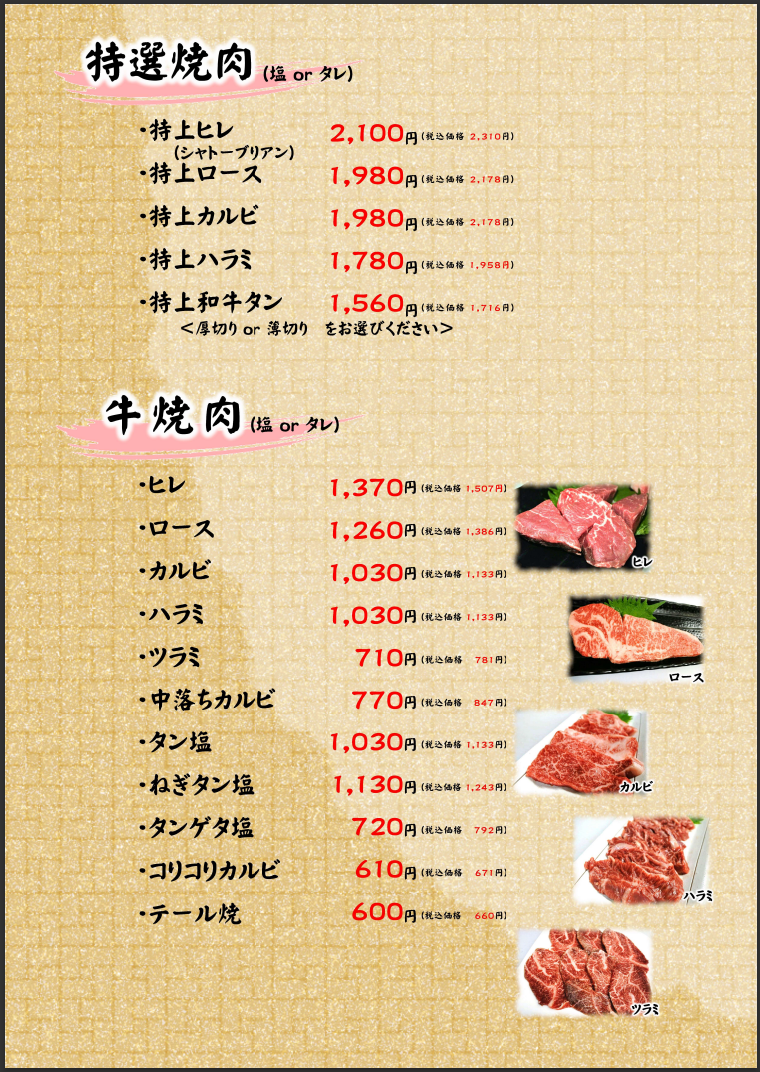 特選焼肉 (塩 or タレ)
・特上ヒレ 2,100円 (税込価格 2,310円)
(シャトーブリアン)
・特上ロース 1,980円 (税込価格 2,178円)
・特上カルビ 1,980円 (税込価格 2,178円)
・特上ハラミ 1,780円 (税込価格 1,958円)
・特上和牛タン 1,560円 (税込価格 1,716円)
＜厚切り or 薄切り　をお選びください＞
牛焼肉 (塩 or タレ)
・ヒレ 1,370円 (税込価格 1,507円)
・ロース 1,260円 (税込価格 1,386円)
・カルビ 1,030円 (税込価格 1,133円)
・ハラミ 1,030円 (税込価格 1,133円)
・ツラミ 710円 (税込価格 781円)
・中落ちカルビ 770円 (税込価格 847円)
・タン塩 1,030円 (税込価格 1,133円)
・ねぎタン塩 1,130円 (税込価格 1,243円)
・タンゲタ塩 720円 (税込価格 792円)
・コリコリカルビ 610円 (税込価格 671円)
・テール焼 600円 (税込価格 660円)
ヒレ
ロース
カルビ
ハラミ
ツラミ